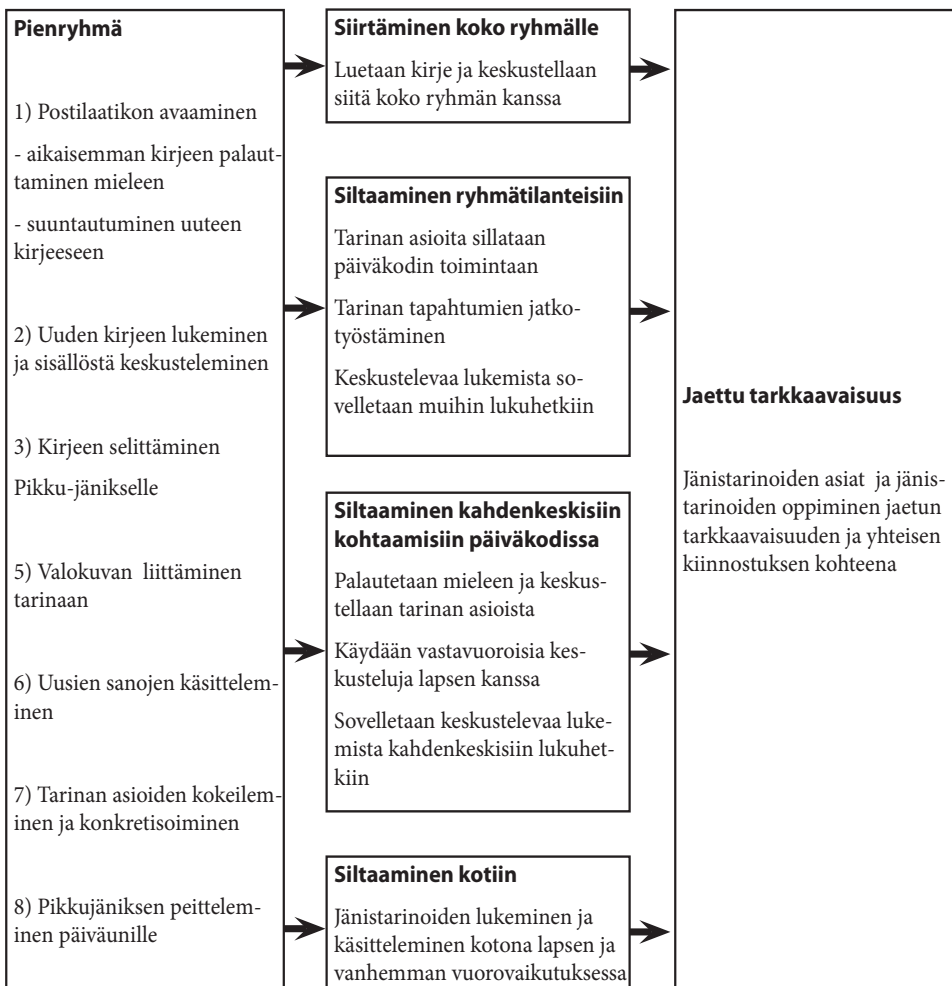 Pienryhmä
1) Postilaatikon avaaminen
- aikaisemman kirjeen palaut-
taminen mieleen
- suuntautuminen uuteen
kirjeeseen
2) Uuden kirjeen lukeminen
ja sisällöstä keskusteleminen
3) Kirjeen selittäminen
Pikku-jänikselle
5) Valokuvan liittäminen
tarinaan
6) Uusien sanojen käsittelem-
inen
7) Tarinan asioiden kokeilem-
inen ja konkretisoiminen
8) Pikkujäniksen peittelem-
inen päiväunille
Siirtäminen koko ryhmälle
Luetaan kirje ja keskustellaan
siitä koko ryhmän kanssa
Siltaaminen ryhmätilanteisiin
Tarinan asioita sillataan
päiväkodin toimintaan
Tarinan tapahtumien jatko-
työstäminen
Keskustelevaa lukemista so-
velletaan muihin lukuhetkiin
Siltaaminen kahdenkeskisiin
kohtaamisiin päiväkodissa
Palautetaan mieleen ja keskus-
tellaan tarinan asioista
Käydään vastavuoroisia kes-
kusteluja lapsen kanssa
Sovelletaan keskustelevaa luke-
mista kahdenkeskisiin lukuhet-
kiin
Siltaaminen kotiin
Jänistarinoiden lukeminen ja
käsitteleminen kotona lapsen ja
vanhemman vuorovaikutuksessa
Jaettu tarkkaavaisuus
Jänistarinoiden asiat ja jänis-
tarinoiden oppiminen jaetun
tarkkaavaisuuden ja yhteisen
kiinnostuksen kohteena